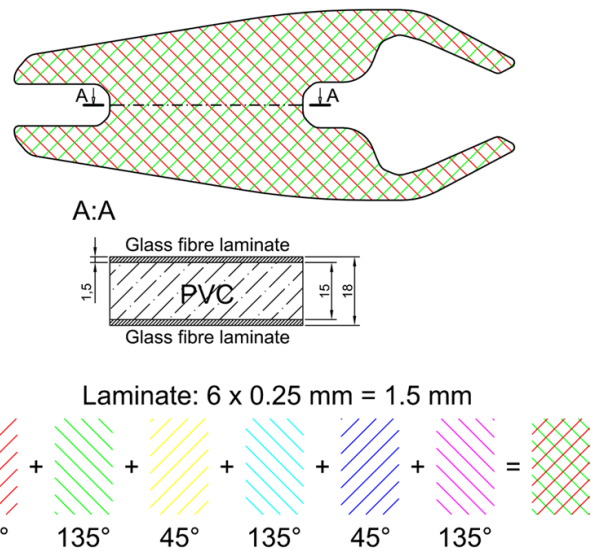 A A
A:A
Glass fibre laminate
1,5 PVC 15 18
Glass fibre laminate
Laminate: 6 x 0.25 mm = 1.5 mm
+ + + + + =
° 135° 45° 135° 45° 135°